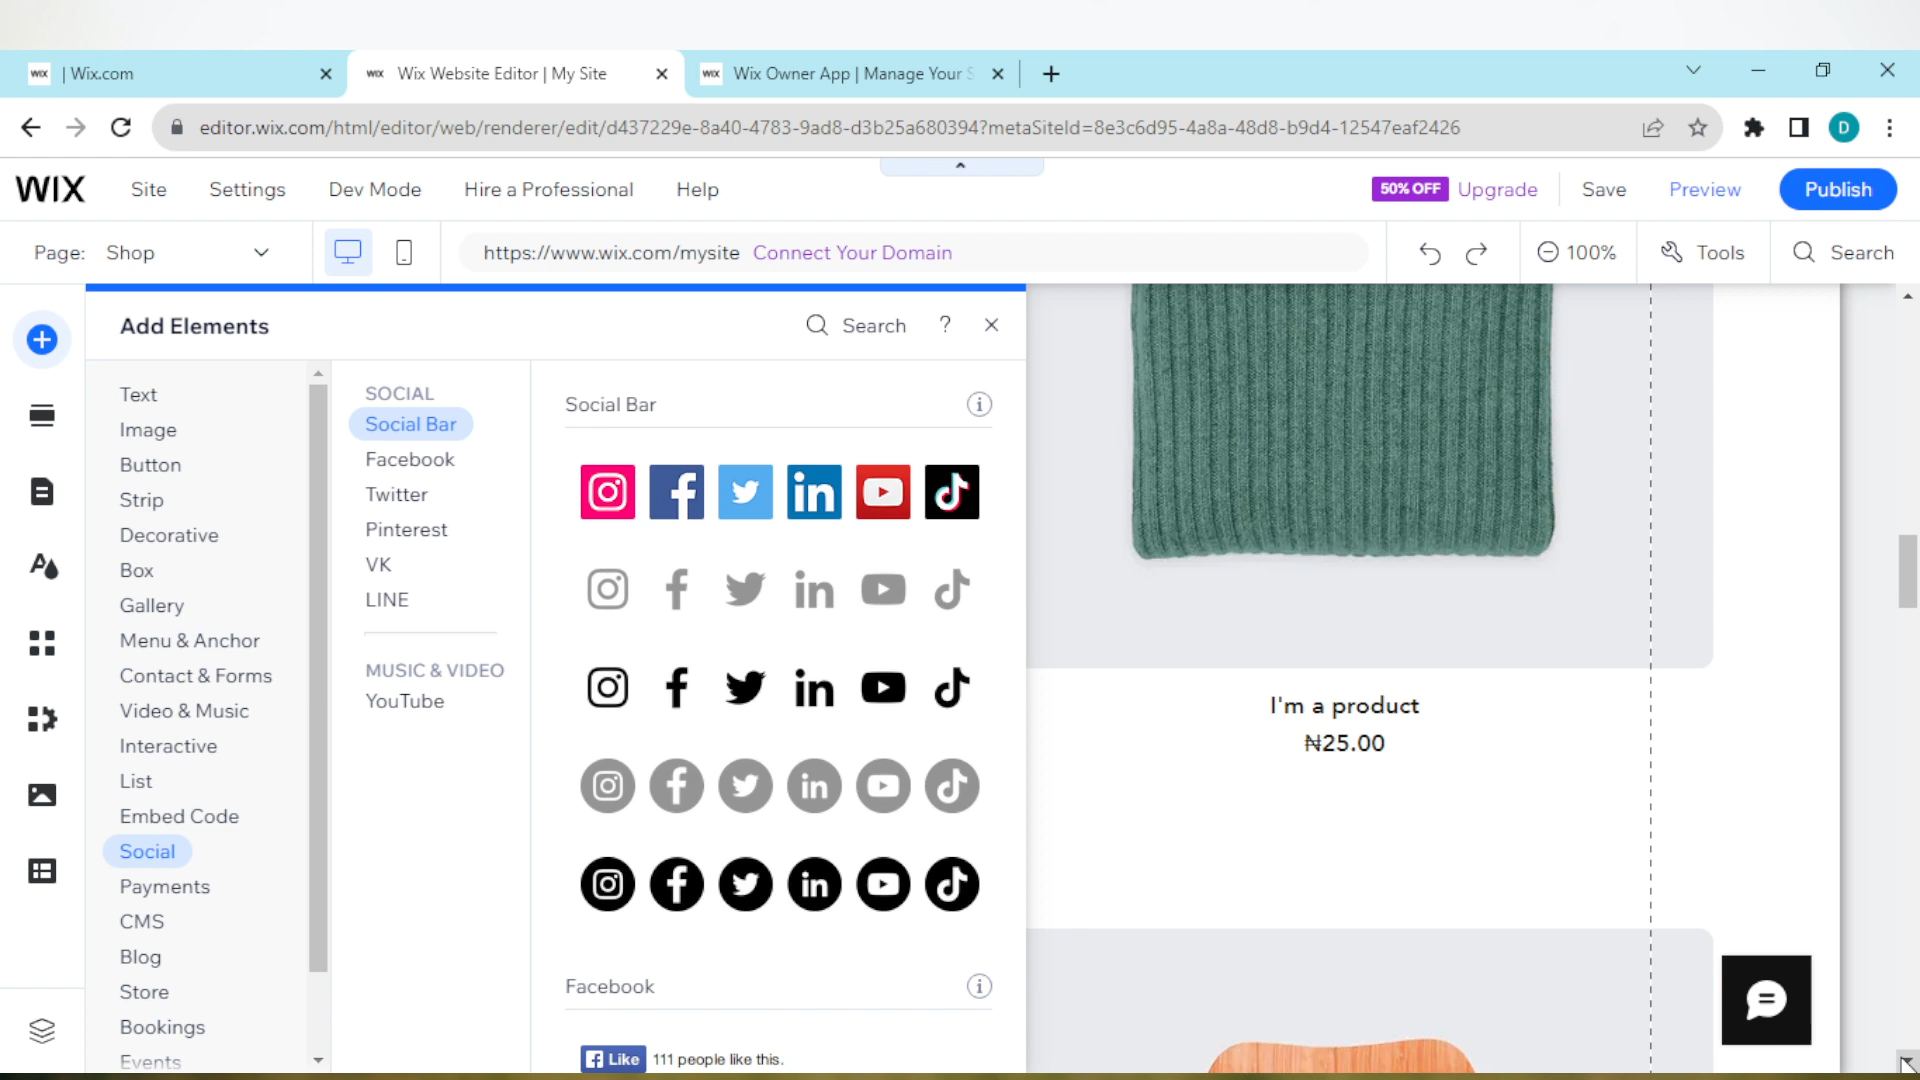 WIX | Wix.com
WIX Wix Website Editor | My Site
WIX Wix Owner App | Manage Your S
editor.wix.com/html/editor/web/renderer/edit/d437229e-8a40-4783-9ad8-d3b25a680394?metaSiteId=8e3c6d95-4a8a-48d8-b9d4-12547eaf2426
D
WIX Site Settings Dev Mode Hire a Professional Help
50% OFF Upgrade Save Preview Publish
Page: Shop
https://www.wix.com/mysite Connect Your Domain
100% Tools Search
Add Elements
Search ?
Text
Image
Button
Strip
Decorative
Box
Gallery
Menu & Anchor
Contact & Forms
Video & Music
Interactive
List
Embed Code
Social
Payments
CMS
Blog
Store
Bookings
Events
SOCIAL
Social Bar
Facebook
Twitter
Pinterest
VK
LINE
MUSIC & VIDEO
YouTube
Social Bar
Facebook
Like 111 people like this.
I'm a product
₦25.00